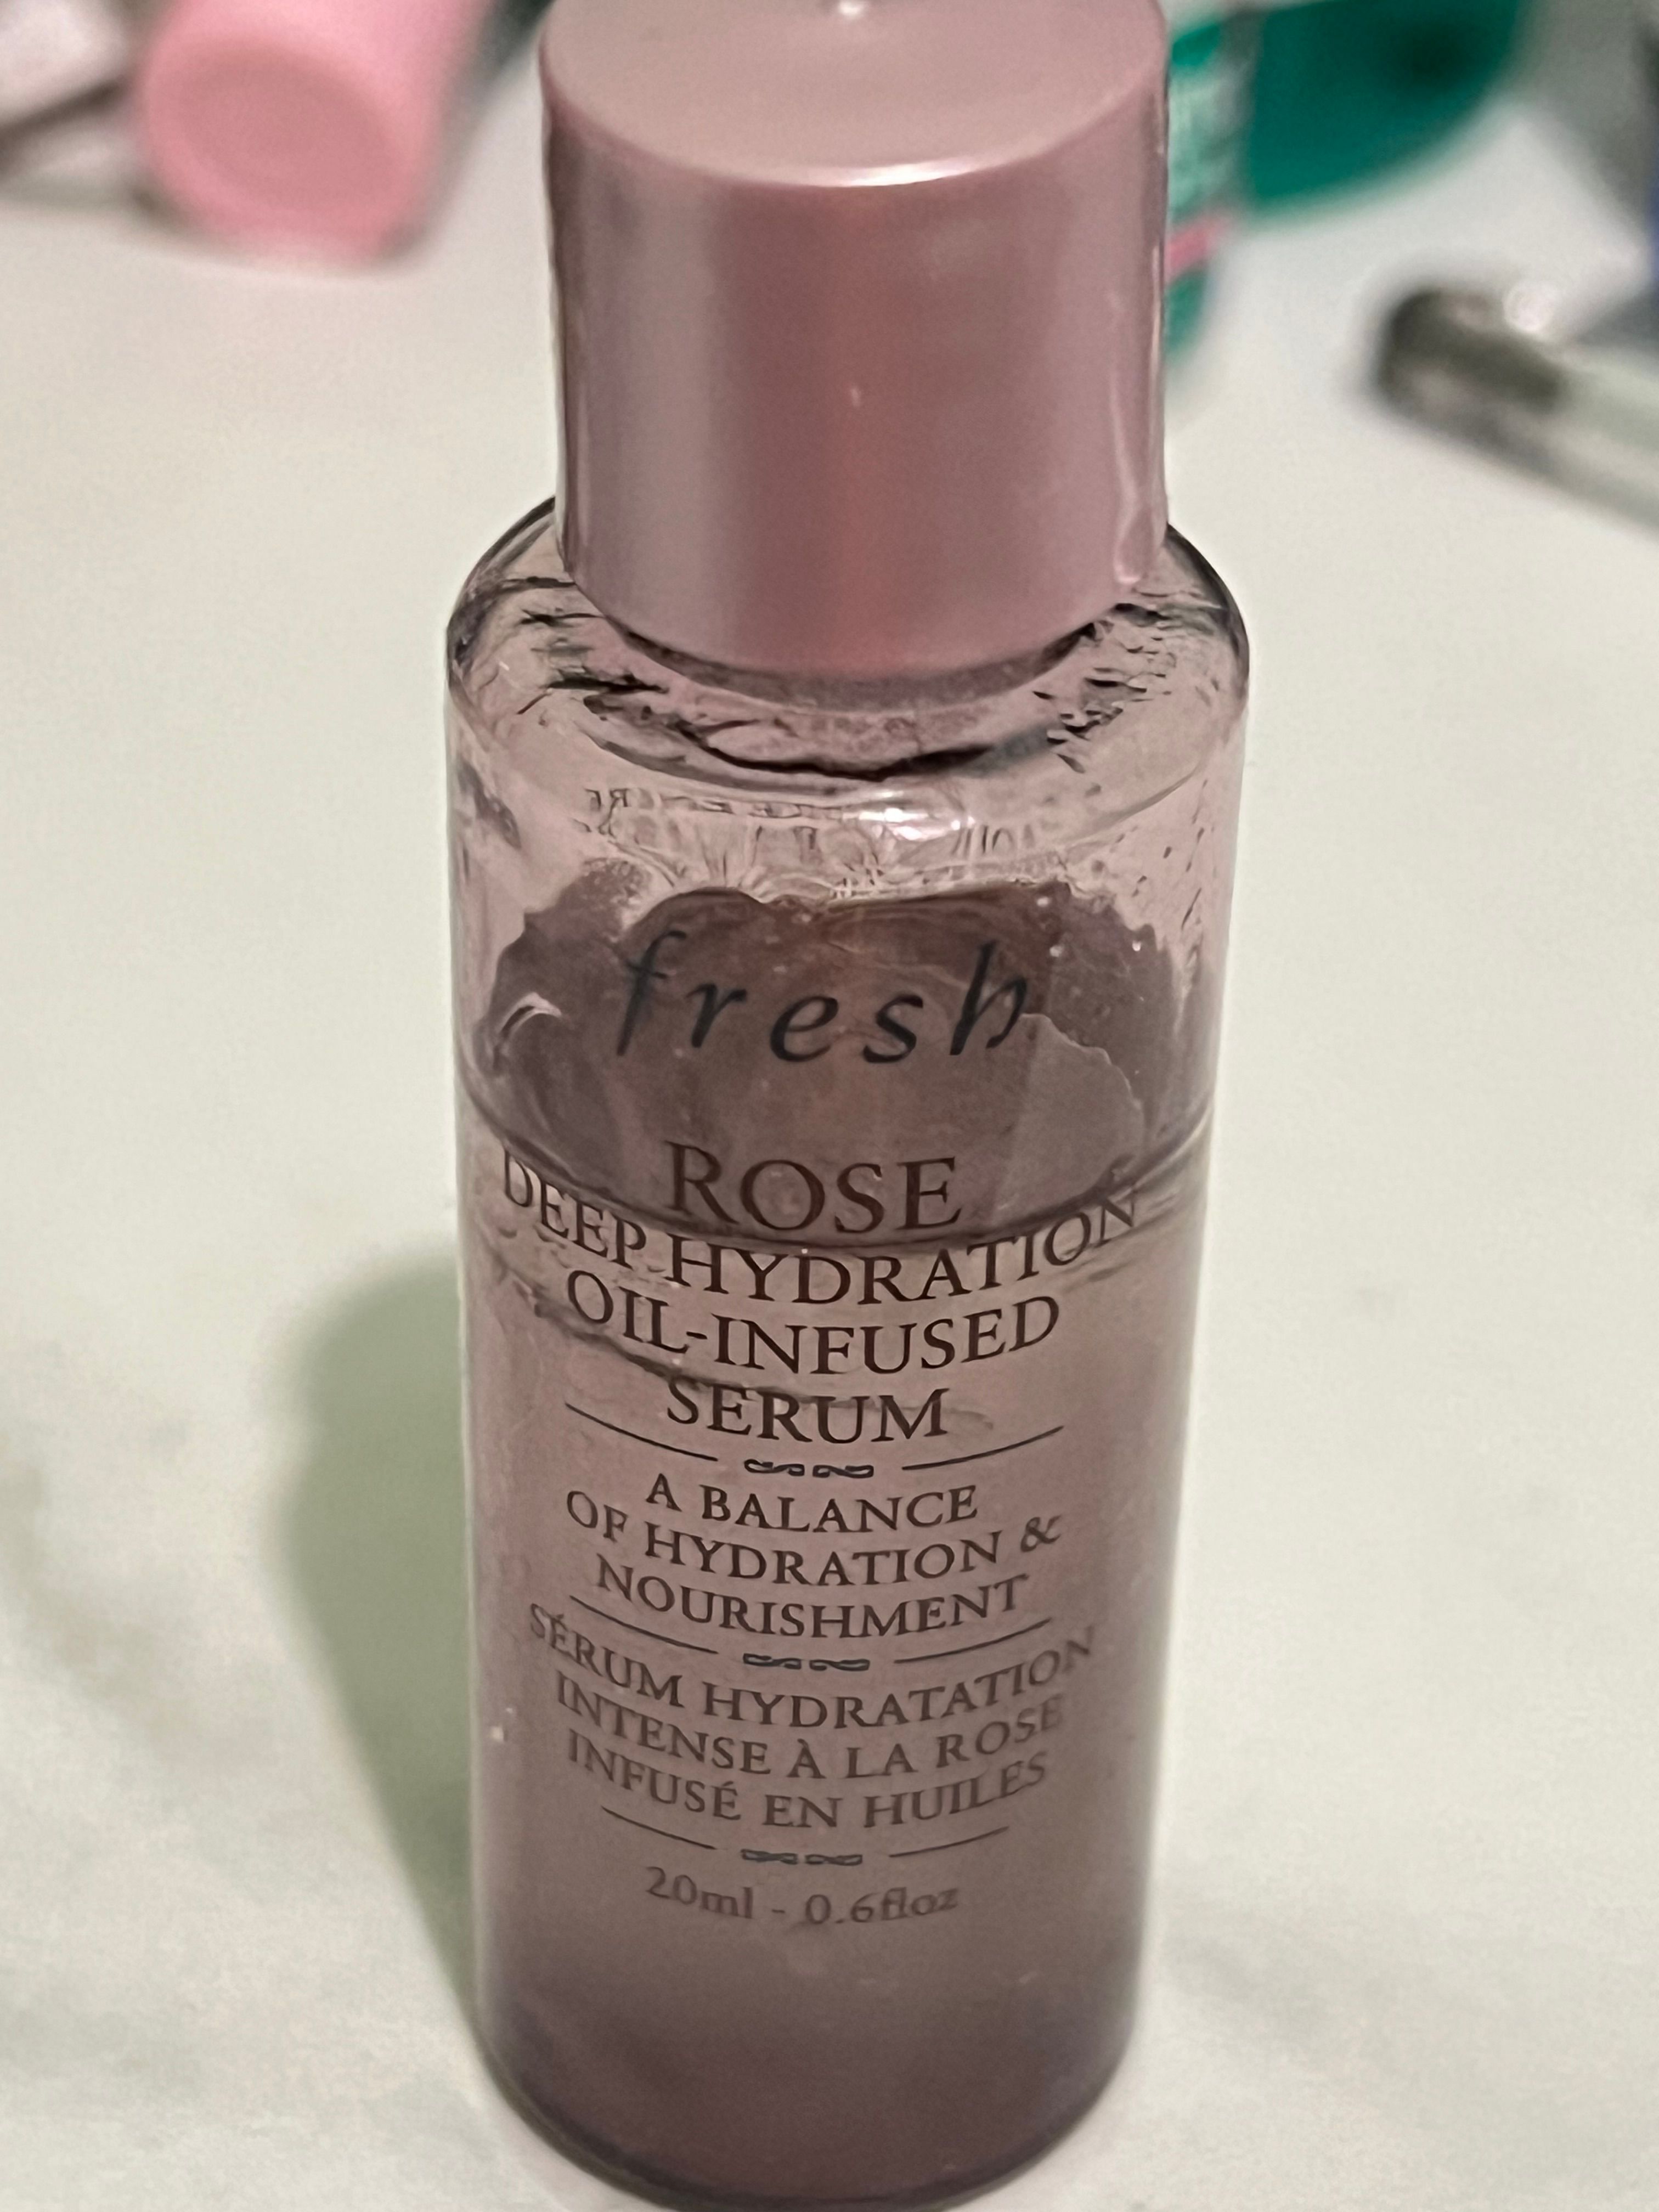 fresh
ROSE
DEEP HYDRATION
OIL-INFUSED
SERUM
A BALANCE
OF HYDRATION &
NOURISHMENT
SÉRUM HYDRATATION
INTENSE À LA ROSE
INFUSÉ EN HUILES
20ml - 0.6floz